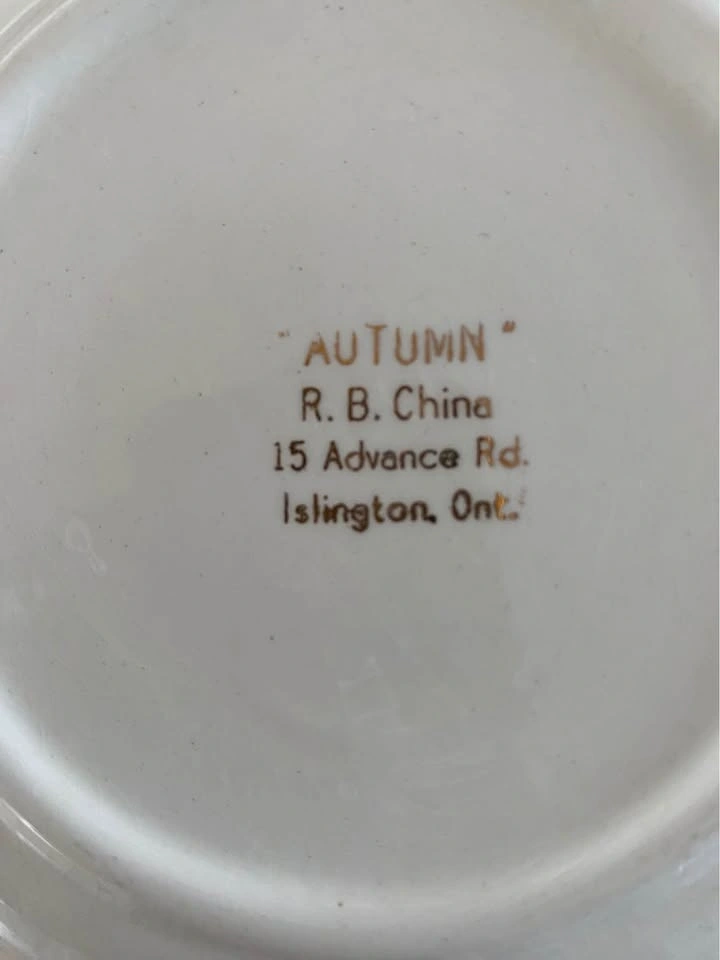 "AUTUMN"
R. B. China
15 Advance Rd.
Islington, Ont.